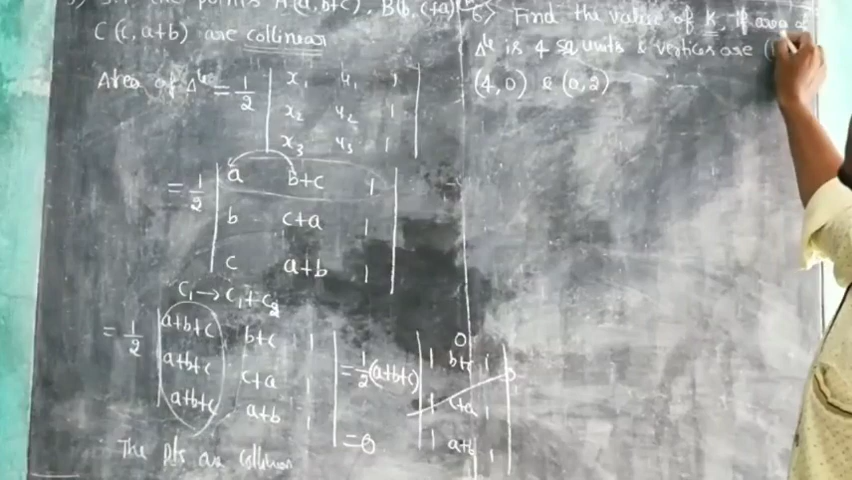 S.T the points A(a, b+c), B(b, c+a)
C (c, a+b) are collinear
Area of Δle = 1/2 | x1 y1 1 |
| x2 y2 1 |
| x3 y3 1 |
= 1/2 | a b+c 1 |
| b c+a 1 |
| c a+b 1 |
C1 → C1 + C2
= 1/2 | a+b+c b+c 1 |
| a+b+c c+a 1 |
| a+b+c a+b 1 |
= 1/2 (a+b+c) | 1 b+c 1 |
| 1 c+a 1 |
| 1 a+b 1 |
0
= 0
The pts are collinear
6) Find the value of K, if area of
Δle is 4 sq units & vertices are (
(4,0) & (0,2)